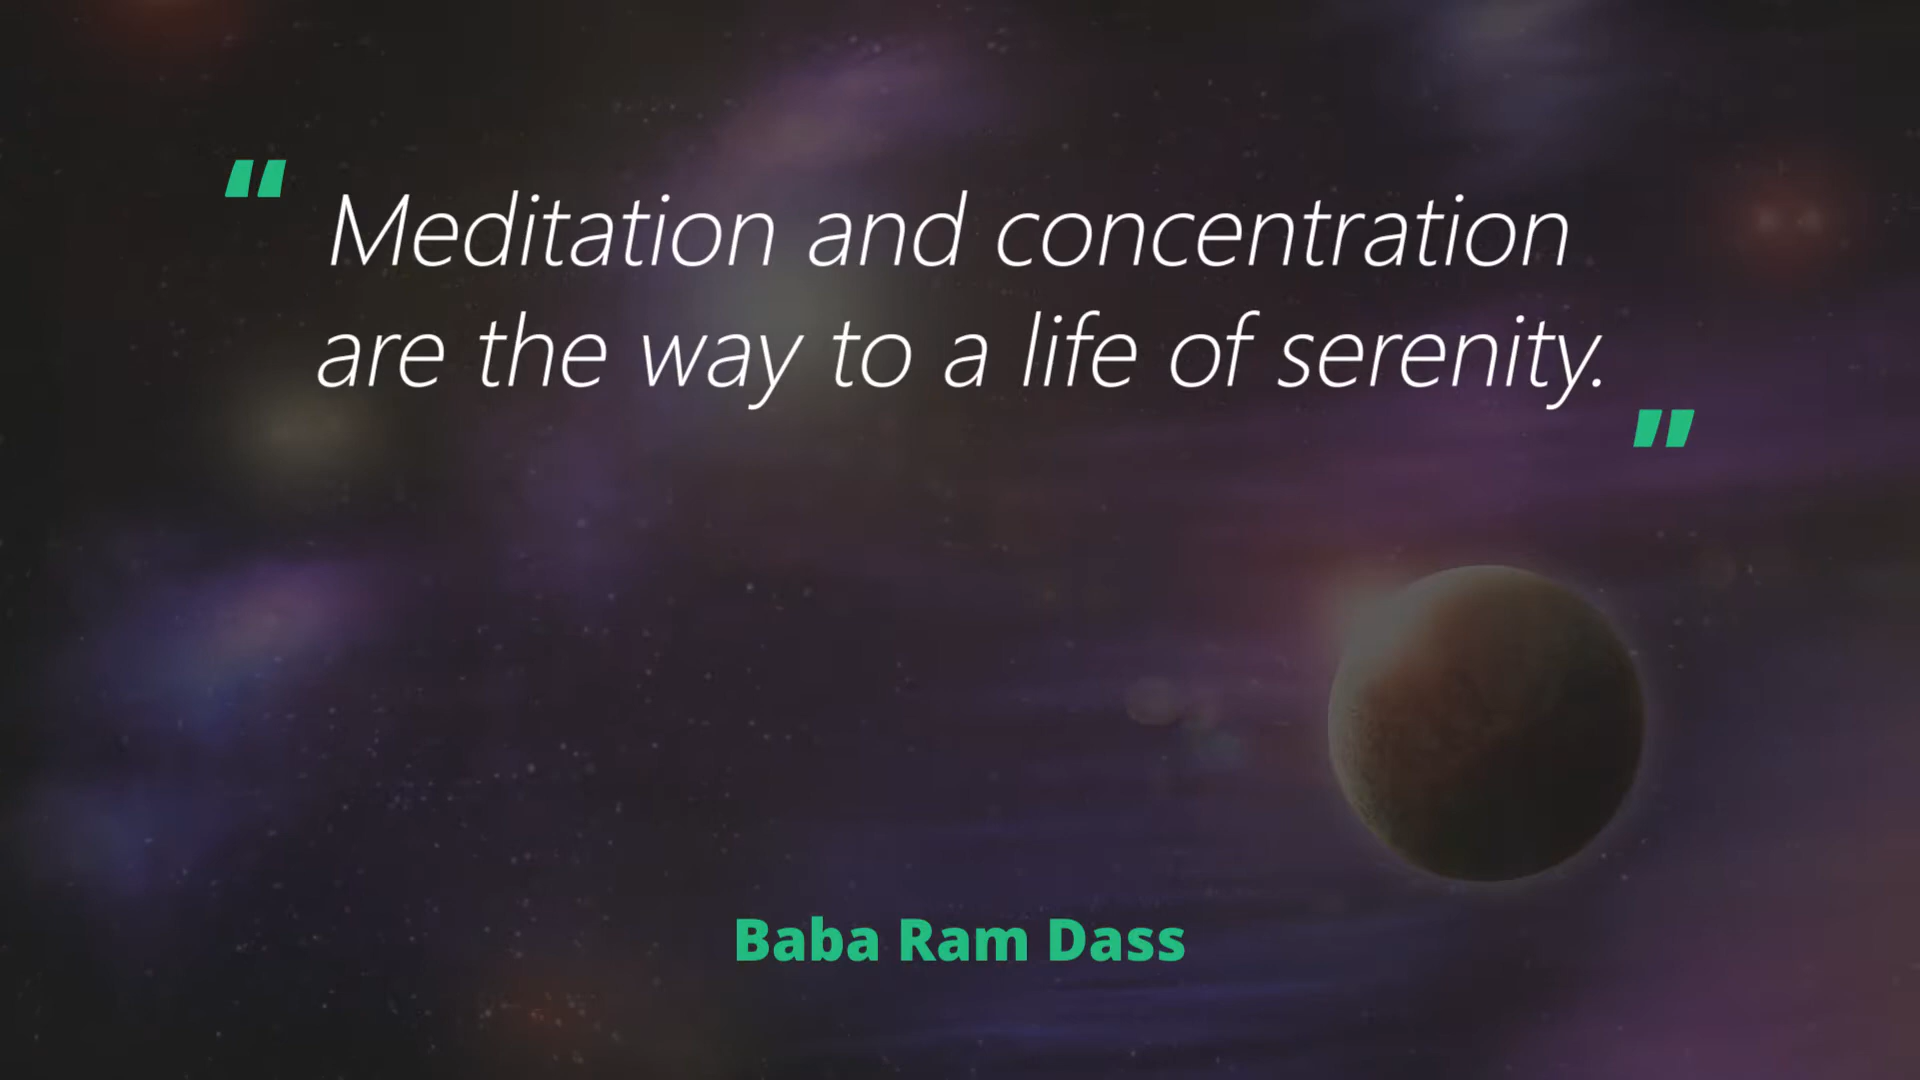 " Meditation and concentration
are the way to a life of serenity. "
Baba Ram Dass